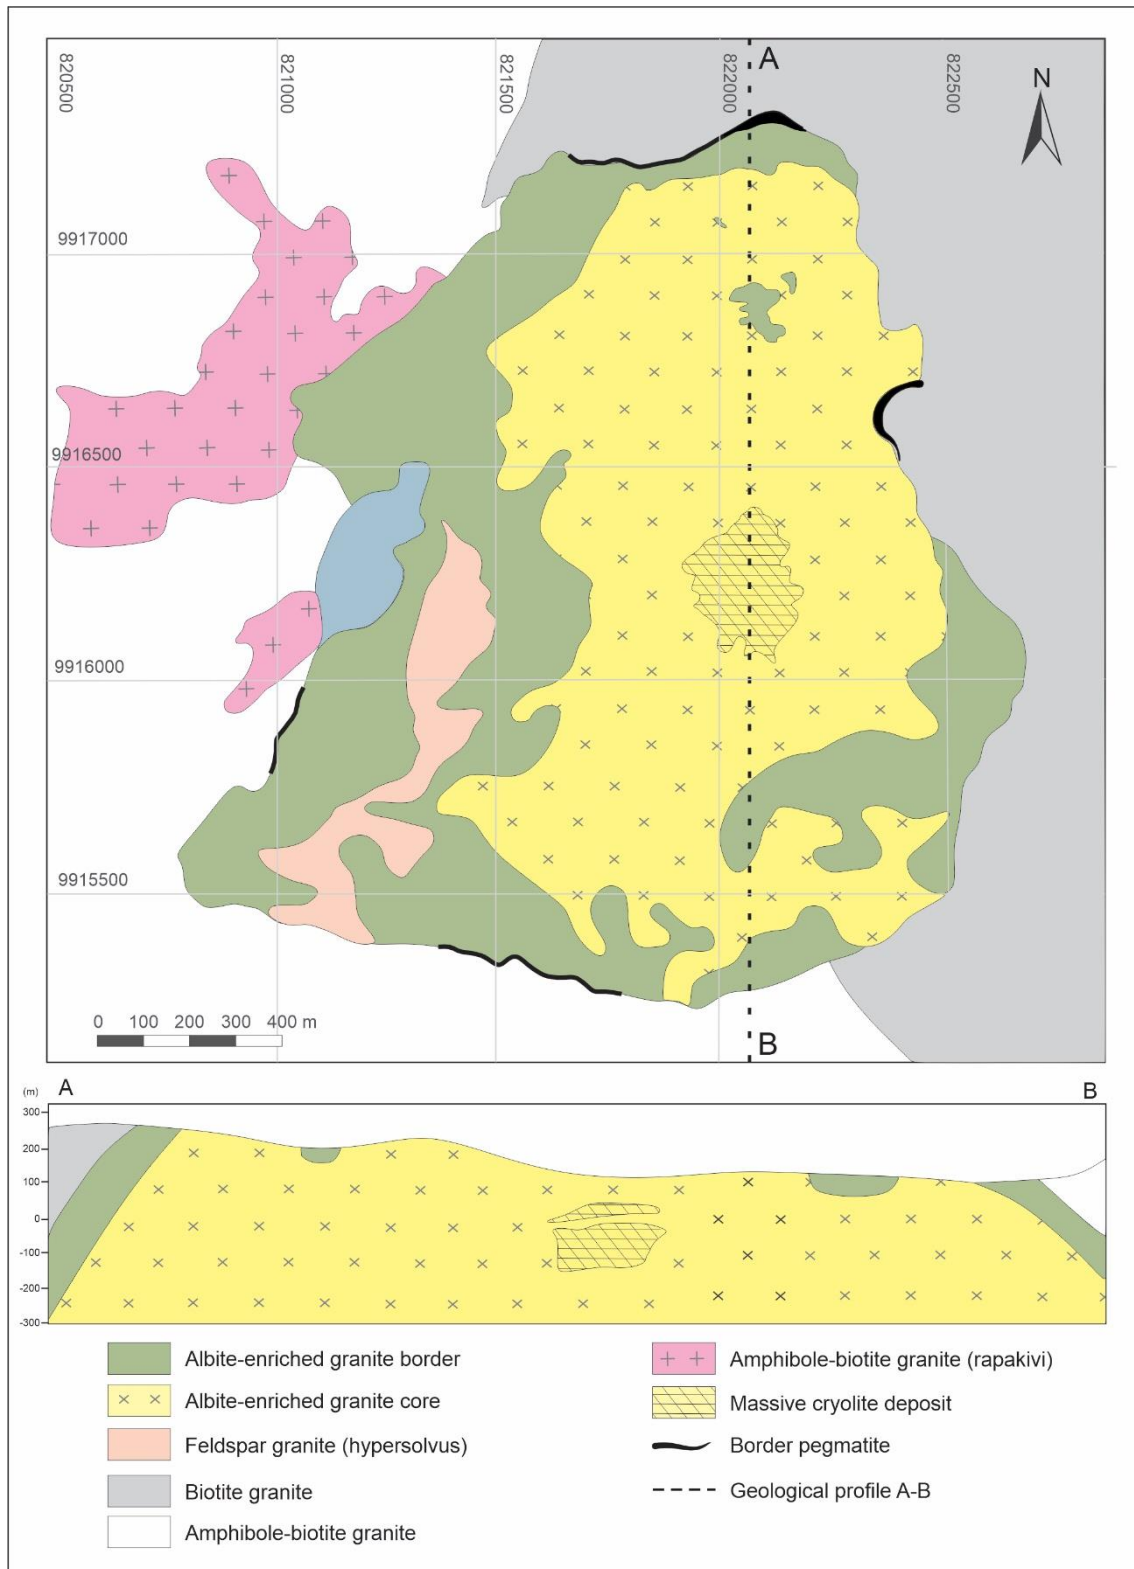 820500
821000
821500
822000
822500
A
N
9917000
9916500
9916000
9915500
0 100 200 300 400 m
B
(m)
A
B
300
200
100
0
-100
-200
-300
Albite-enriched granite border
Albite-enriched granite core
Feldspar granite (hypersolvus)
Biotite granite
Amphibole-biotite granite
Amphibole-biotite granite (rapakivi)
Massive cryolite deposit
Border pegmatite
Geological profile A-B